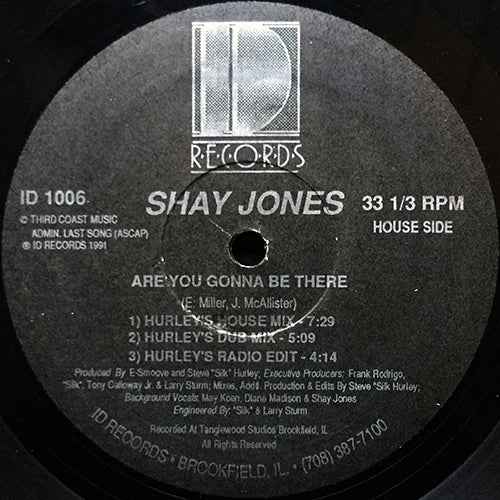 ID
R·E·C·O·R·D·S
ID 1006
SHAY JONES
33 1/3 RPM
© THIRD COAST MUSIC
ADMIN. LAST SONG (ASCAP)
℗ ID RECORDS 1991
HOUSE SIDE
ARE YOU GONNA BE THERE
(E. Miller, J. McAllister)
1) HURLEY'S HOUSE MIX - 7:29
2) HURLEY'S DUB MIX - 5:09
3) HURLEY'S RADIO EDIT - 4:14
Produced By E-Smoove and Steve "Silk" Hurley; Executive Producers: Frank Rodrigo,
"Silk", Tony Calloway Jr. & Larry Sturm; Mixes, Addtl. Production & Edits By Steve "Silk Hurley;
Background Vocals: May Keen, Diane Madison & Shay Jones
Engineered By: "Silk" & Larry Sturm
Recorded At Tanglewood Studios Brookfield, IL
All Rights Reserved
ID RECORDS • BROOKFIELD, IL. • (708) 387-7100